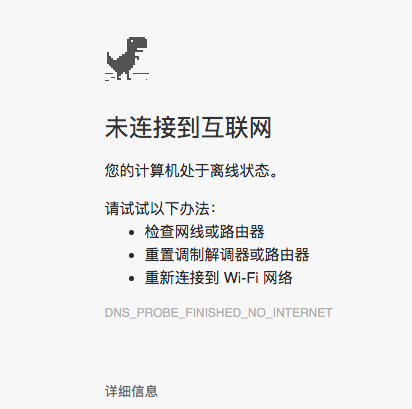 未连接到互联网
您的计算机处于离线状态。
请试试以下办法：
• 检查网线或路由器
• 重置调制解调器或路由器
• 重新连接到 Wi-Fi 网络
DNS_PROBE_FINISHED_NO_INTERNET
详细信息